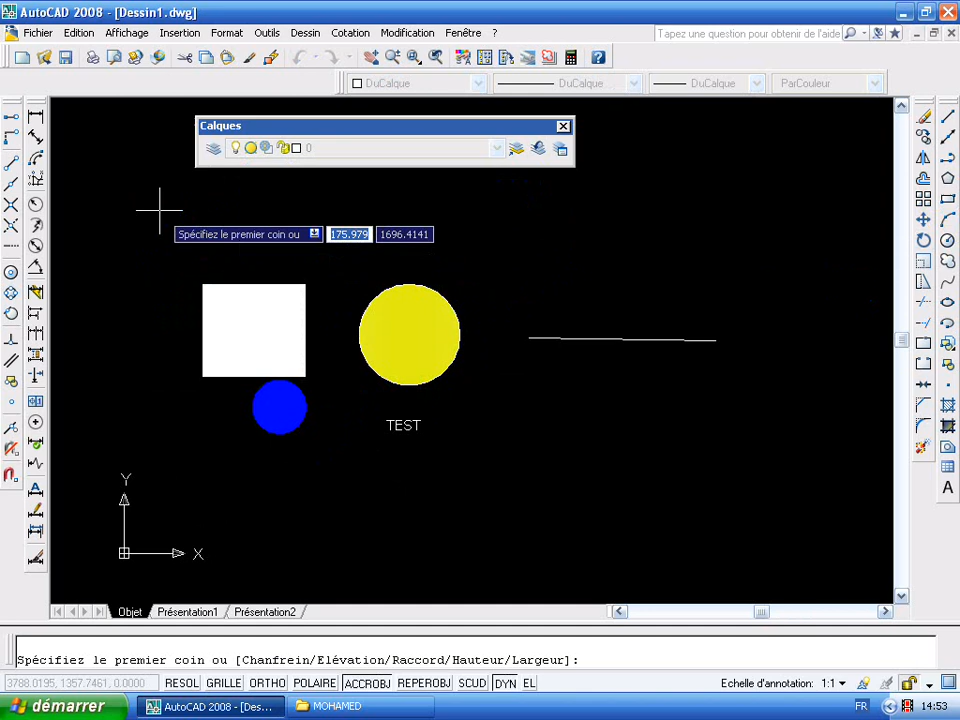 AutoCAD 2008 - [Dessin1.dwg]
Fichier Edition Affichage Insertion Format Outils Dessin Cotation Modification Fenêtre ? Tapez une question pour obtenir de l'aide
DuCalque DuCalque ... DuCalque ParCouleur
Calques
0
Spécifiez le premier coin ou 175.979 1696.4141
TEST
Y
X
Objet Présentation1 Présentation2
Spécifiez le premier coin ou [Chanfrein/Elévation/Raccord/Hauteur/Largeur]:
3788.0195, 1357.7461, 0.0000 RESOL GRILLE ORTHO POLAIRE ACCROBJ REPEROBJ SCUD DYN EL Echelle d'annotation: 1:1
démarrer AutoCAD 2008 - [Des... MOHAMED FR 14:53